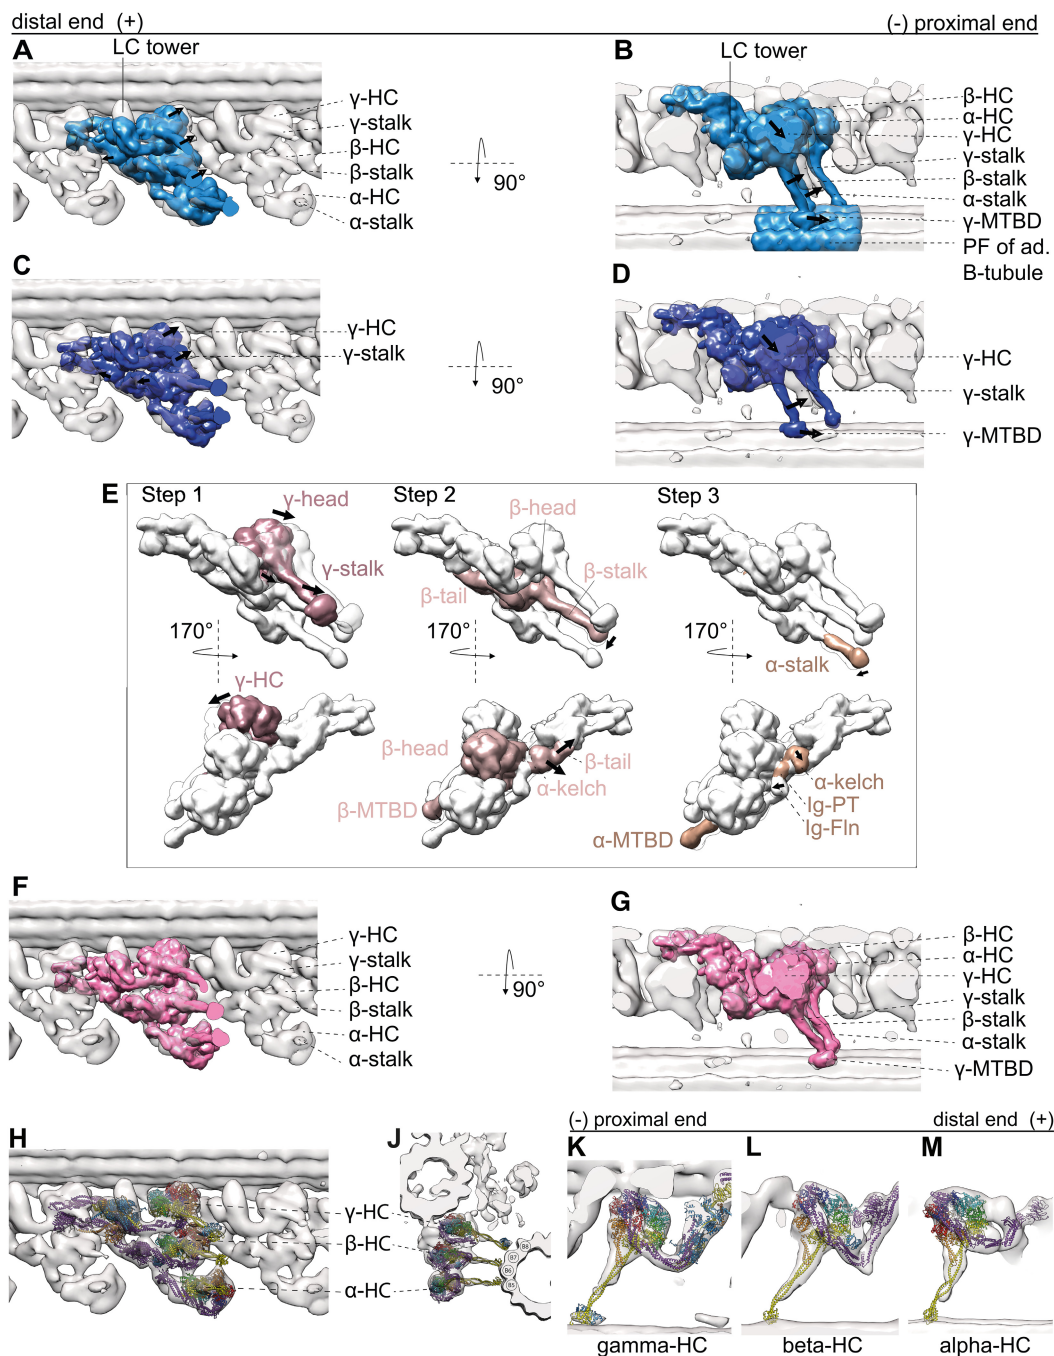 distal end (+)
(-) proximal end
A
LC tower
γ-HC
γ-stalk
β-HC
β-stalk
α-HC
α-stalk
90°
B
LC tower
β-HC
α-HC
γ-HC
γ-stalk
β-stalk
α-stalk
γ-MTBD
PF of ad.
B-tubule
C
γ-HC
γ-stalk
90°
D
γ-HC
γ-stalk
γ-MTBD
E
Step 1
γ-head
γ-stalk
170°
γ-HC
Step 2
β-head
β-stalk
β-tail
170°
β-head
β-tail
α-kelch
β-MTBD
Step 3
170°
α-stalk
α-kelch
Ig-PT
Ig-Fln
α-MTBD
F
γ-HC
γ-stalk
β-HC
β-stalk
α-HC
α-stalk
90°
G
β-HC
α-HC
γ-HC
γ-stalk
β-stalk
α-stalk
γ-MTBD
H
J
γ-HC
β-HC
α-HC
B8
B7
B6
B5
(-) proximal end
distal end (+)
K
L
M
gamma-HC
beta-HC
alpha-HC